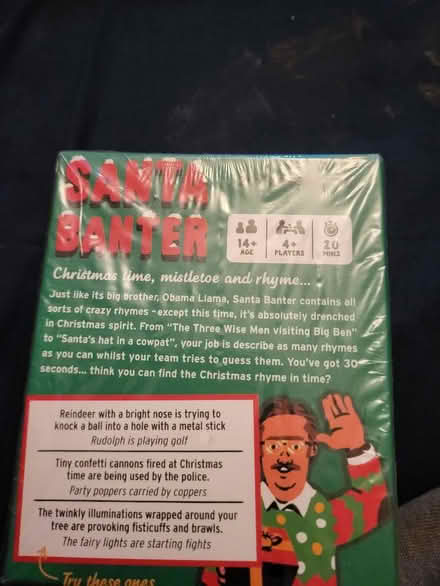 SANTA
BANTER
14+
AGE
4+
PLAYERS
20
MINS
Christmas time, mistletoe and rhyme...
Just like its big brother, Obama Llama, Santa Banter contains all
sorts of crazy rhymes - except this time, it's absolutely drenched
in Christmas spirit. From "The Three Wise Men visiting Big Ben"
to "Santa's hat in a cowpat", your job is describe as many rhymes
as you can whilst your team tries to guess them. You've got 30
seconds... think you can find the Christmas rhyme in time?
Reindeer with a bright nose is trying to
knock a ball into a hole with a metal stick
Rudolph is playing golf
Tiny confetti cannons fired at Christmas
time are being used by the police.
Party poppers carried by coppers
The twinkly illuminations wrapped around your
tree are provoking fisticuffs and brawls.
The fairy lights are starting fights
Try these ones